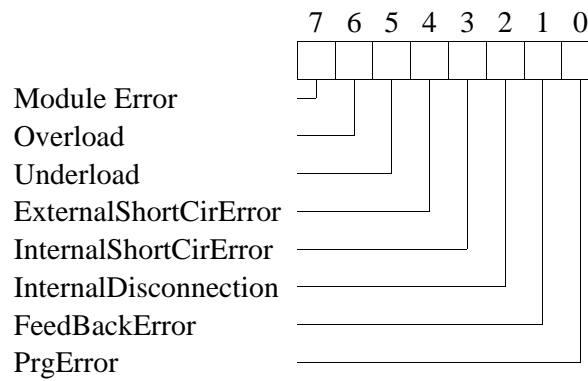 7 6 5 4 3 2 1 0
Module Error
Overload
Underload
ExternalShortCirError
InternalShortCirError
InternalDisconnection
FeedBackError
PrgError